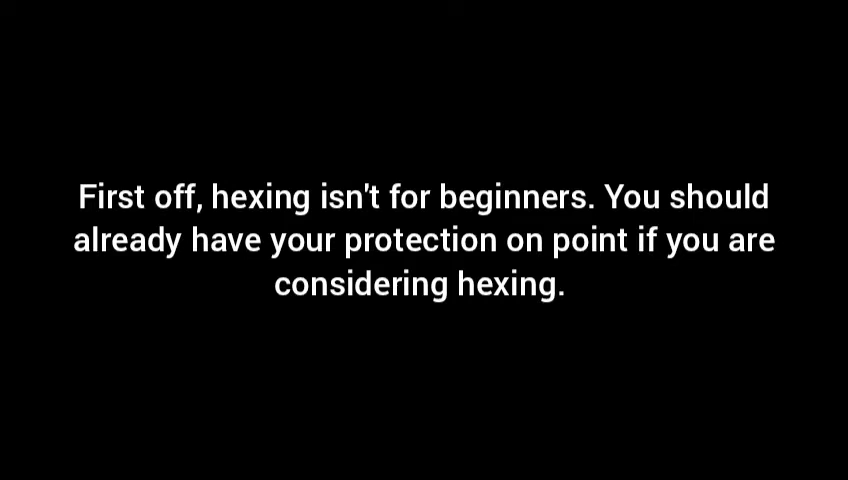 First off, hexing isn't for beginners. You should
already have your protection on point if you are
considering hexing.